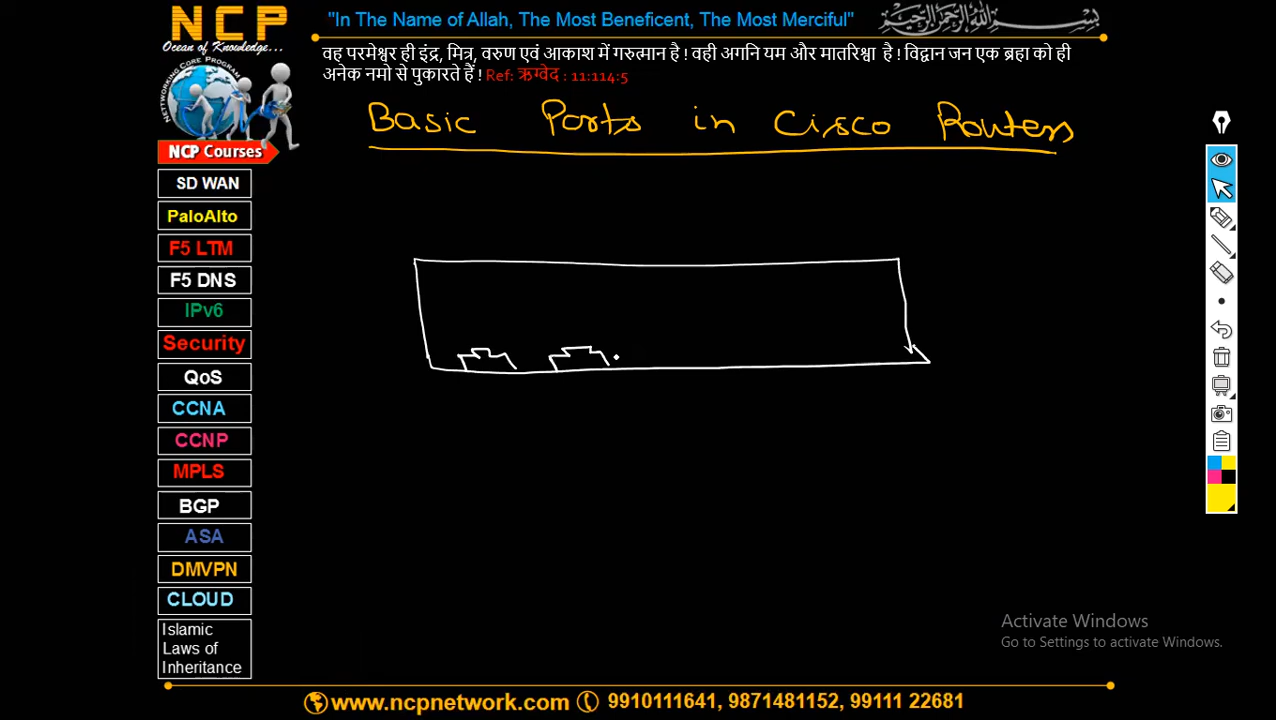 NCP
Ocean of Knowledge...
NETWORKING CORE PROGRAM
NCP Courses
"In The Name of Allah, The Most Beneficent, The Most Merciful"
بسم الله الرحمن الرحيم
वह परमेश्वर ही इंद्र, मित्र, वरुण एवं आकाश में गरुत्मान है ! वही अगनि यम और मातरिश्वा है ! विद्वान जन एक ब्रहा को ही
अनेक नमो से पुकारते हैं ! Ref: ऋग्वेद : 11:114:5
Basic Ports in Cisco Routers
SD WAN
PaloAlto
F5 LTM
F5 DNS
IPv6
Security
QoS
CCNA
CCNP
MPLS
BGP
ASA
DMVPN
CLOUD
Islamic
Laws of
Inheritance
Activate Windows
Go to Settings to activate Windows.
www.ncpnetwork.com 9910111641, 9871481152, 99111 22681